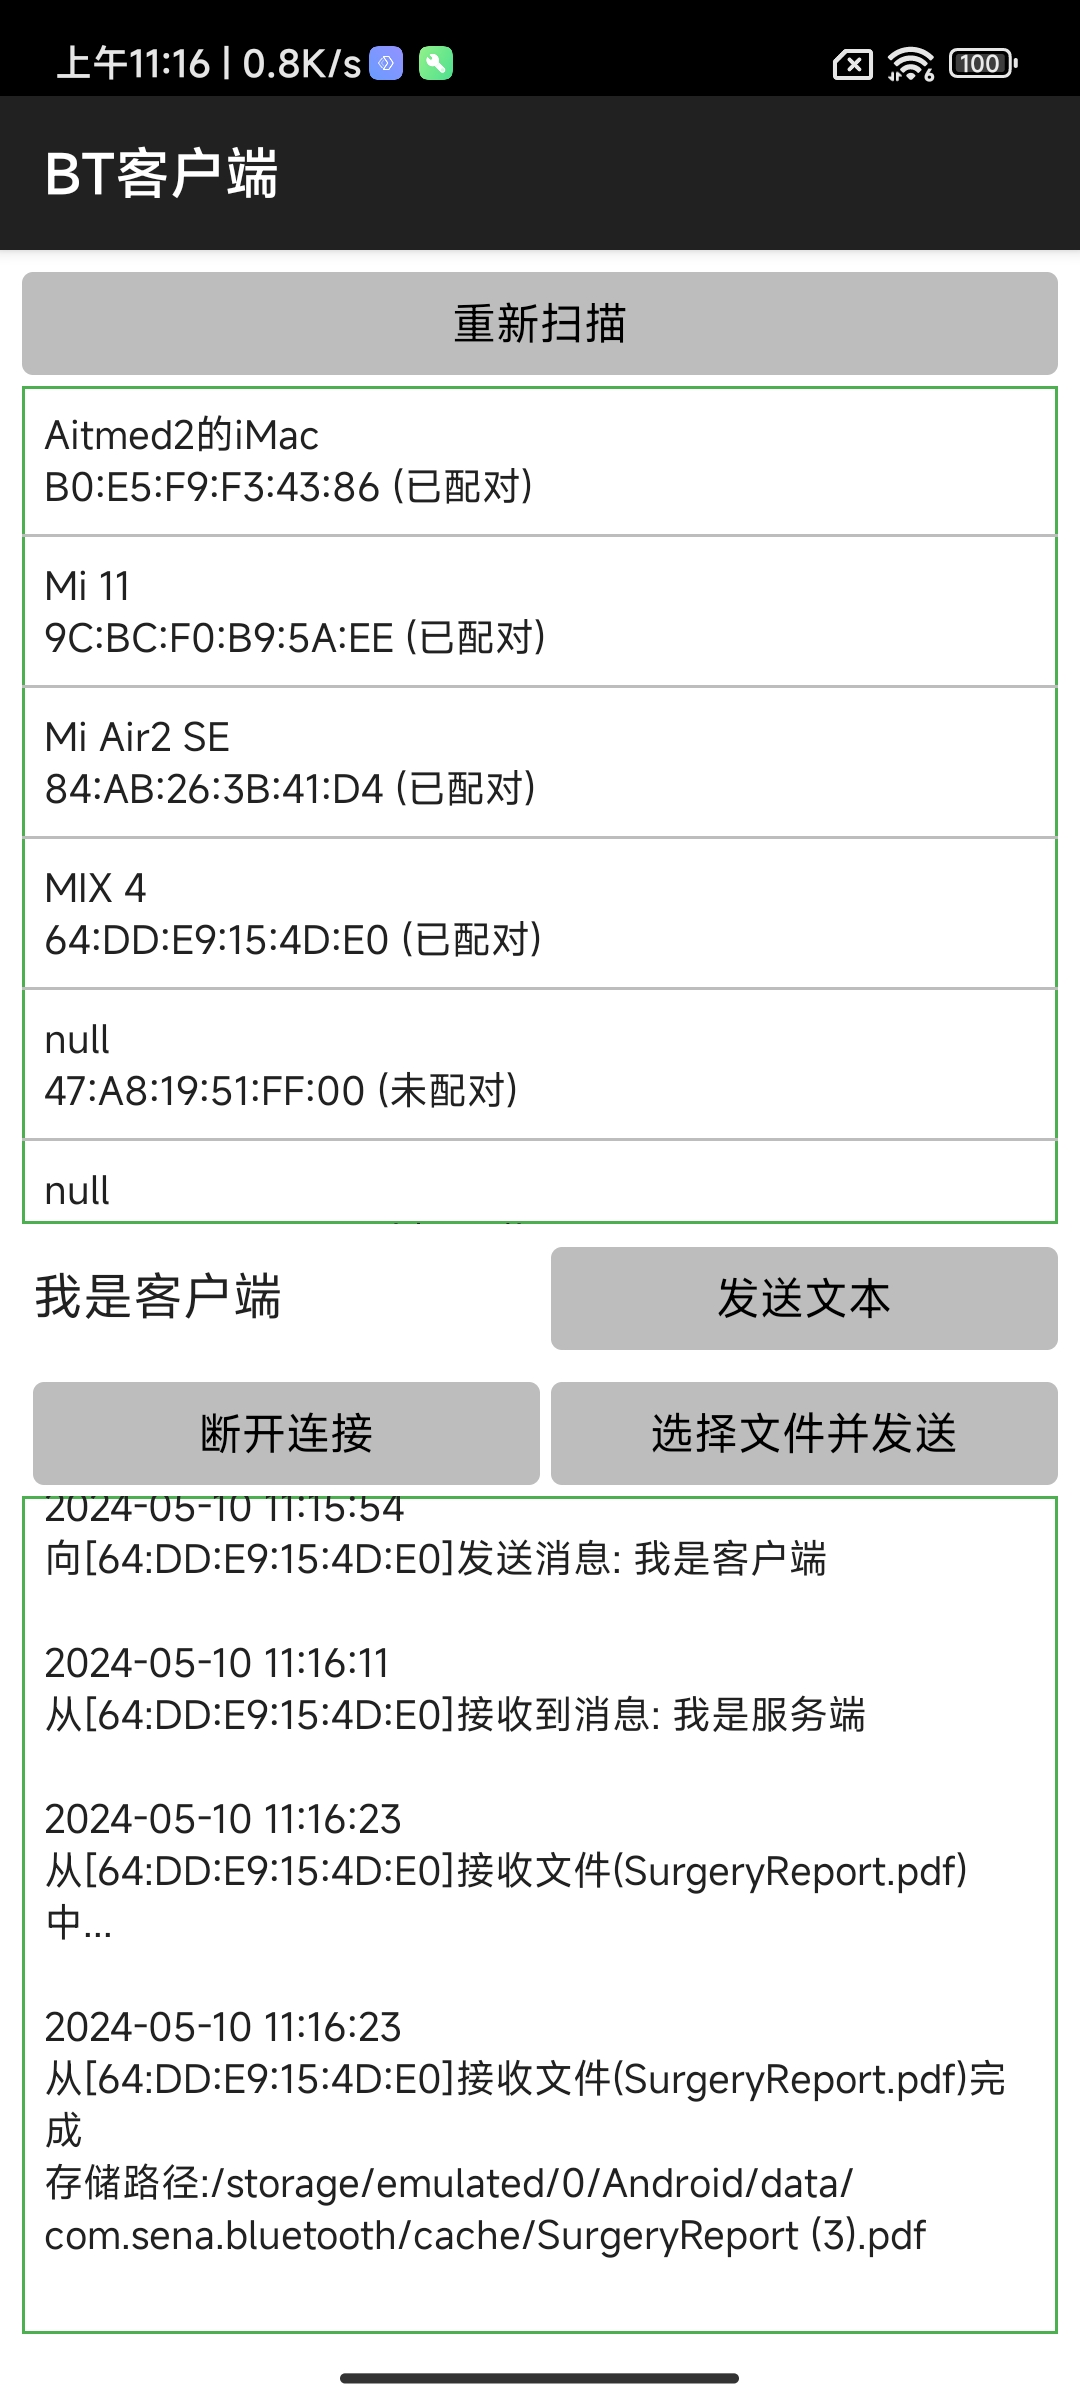 上午11:16 | 0.8K/s
6
100
BT客户端
重新扫描
Aitmed2的iMac
B0:E5:F9:F3:43:86 (已配对)
Mi 11
9C:BC:F0:B9:5A:EE (已配对)
Mi Air2 SE
84:AB:26:3B:41:D4 (已配对)
MIX 4
64:DD:E9:15:4D:E0 (已配对)
null
47:A8:19:51:FF:00 (未配对)
null
我是客户端
发送文本
断开连接
选择文件并发送
2024-05-10 11:15:54
向[64:DD:E9:15:4D:E0]发送消息: 我是客户端
2024-05-10 11:16:11
从[64:DD:E9:15:4D:E0]接收到消息: 我是服务端
2024-05-10 11:16:23
从[64:DD:E9:15:4D:E0]接收文件(SurgeryReport.pdf)
中...
2024-05-10 11:16:23
从[64:DD:E9:15:4D:E0]接收文件(SurgeryReport.pdf)完
成
存储路径:/storage/emulated/0/Android/data/
com.sena.bluetooth/cache/SurgeryReport (3).pdf